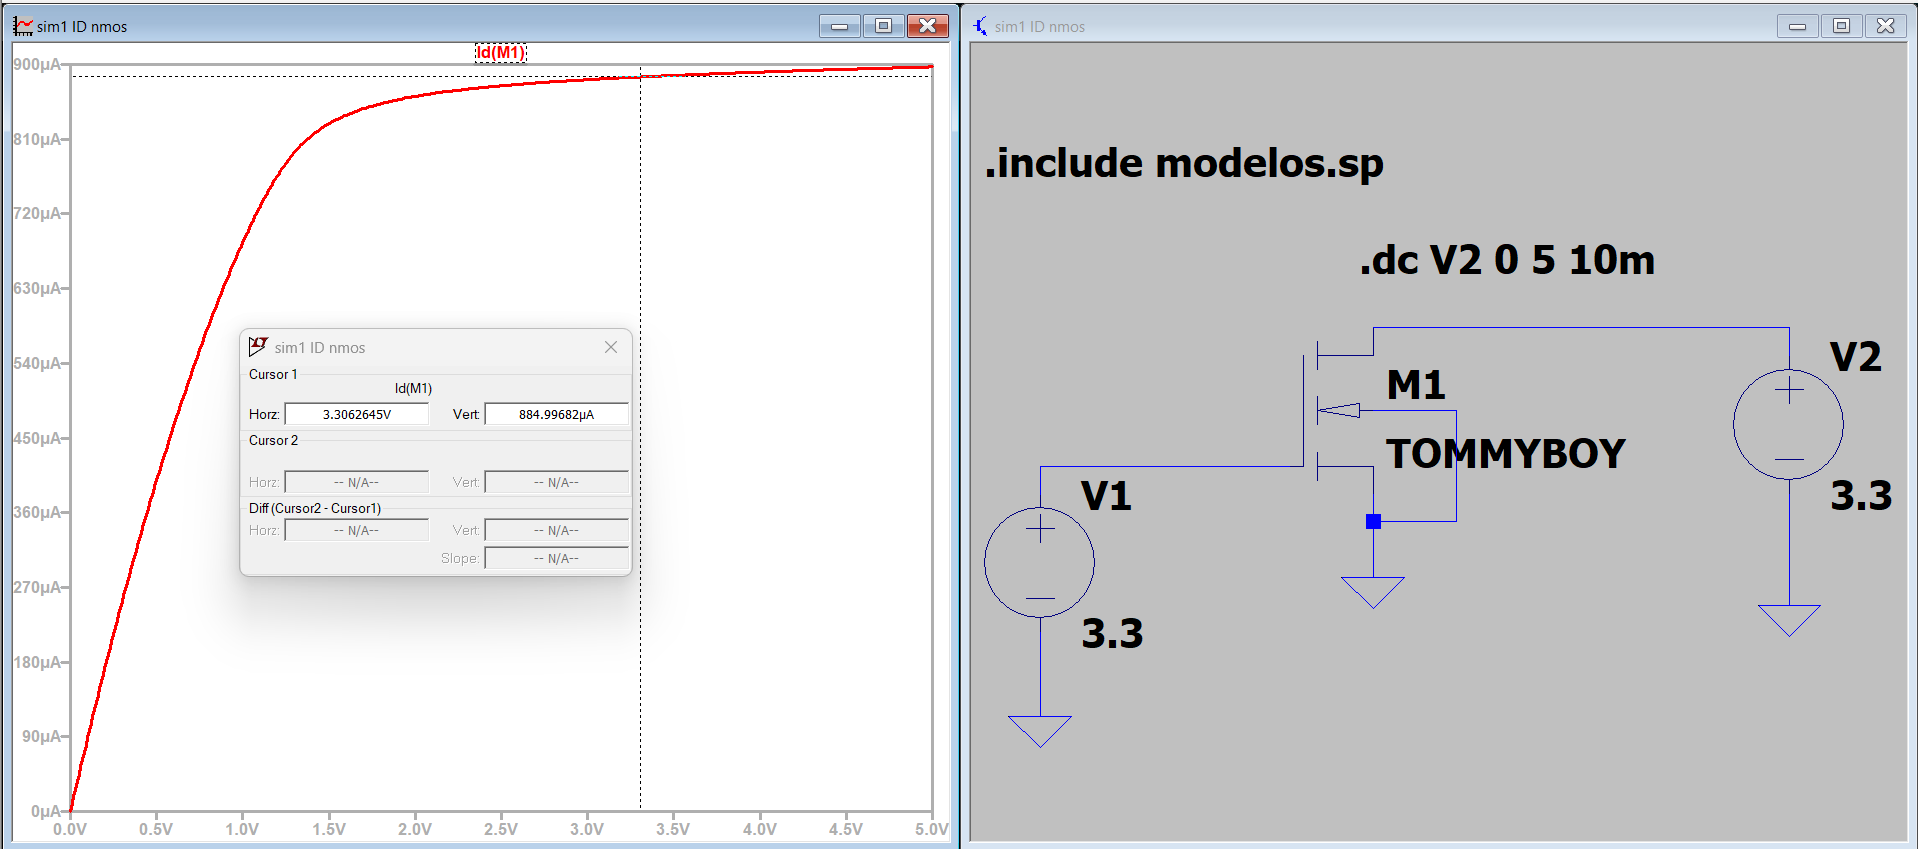 sim1 ID nmos
Id(M1)
900µA
810µA
720µA
630µA
540µA
450µA
360µA
270µA
180µA
90µA
0µA
0.0V 0.5V 1.0V 1.5V 2.0V 2.5V 3.0V 3.5V 4.0V 4.5V 5.0V
sim1 ID nmos
Cursor 1
Id(M1)
Horz: 3.3062645V Vert: 884.99682µA
Cursor 2
Horz: -- N/A-- Vert: -- N/A--
Diff (Cursor2 - Cursor1)
Horz: -- N/A-- Vert: -- N/A--
Slope: -- N/A--
sim1 ID nmos
.include modelos.sp
.dc V2 0 5 10m
M1
TOMMYBOY
V2
3.3
V1
3.3